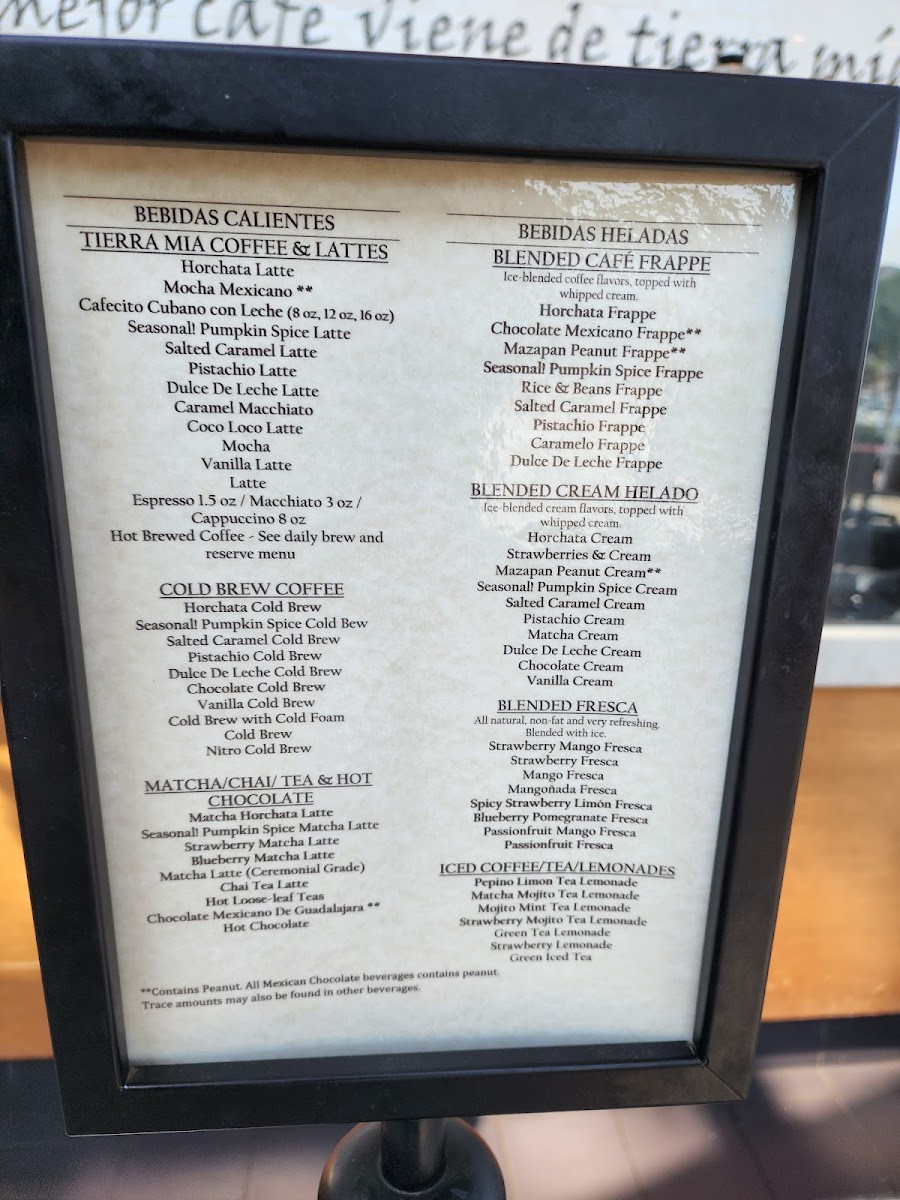 mejor café viene de tierra mía
BEBIDAS CALIENTES
TIERRA MIA COFFEE & LATTES
Horchata Latte
Mocha Mexicano **
Cafecito Cubano con Leche (8 oz, 12 oz, 16 oz)
Seasonal! Pumpkin Spice Latte
Salted Caramel Latte
Pistachio Latte
Dulce De Leche Latte
Caramel Macchiato
Coco Loco Latte
Mocha
Vanilla Latte
Latte
Espresso 1.5 oz / Macchiato 3 oz /
Cappuccino 8 oz
Hot Brewed Coffee - See daily brew and
reserve menu
COLD BREW COFFEE
Horchata Cold Brew
Seasonal! Pumpkin Spice Cold Bew
Salted Caramel Cold Brew
Pistachio Cold Brew
Dulce De Leche Cold Brew
Chocolate Cold Brew
Vanilla Cold Brew
Cold Brew with Cold Foam
Cold Brew
Nitro Cold Brew
MATCHA/CHAI/ TEA & HOT
CHOCOLATE
Matcha Horchata Latte
Seasonal! Pumpkin Spice Matcha Latte
Strawberry Matcha Latte
Blueberry Matcha Latte
Matcha Latte (Ceremonial Grade)
Chai Tea Latte
Hot Loose-leaf Teas
Chocolate Mexicano De Guadalajara **
Hot Chocolate
BEBIDAS HELADAS
BLENDED CAFÉ FRAPPE
Ice-blended coffee flavors, topped with
whipped cream.
Horchata Frappe
Chocolate Mexicano Frappe**
Mazapan Peanut Frappe**
Seasonal! Pumpkin Spice Frappe
Rice & Beans Frappe
Salted Caramel Frappe
Pistachio Frappe
Caramelo Frappe
Dulce De Leche Frappe
BLENDED CREAM HELADO
Ice-blended cream flavors, topped with
whipped cream.
Horchata Cream
Strawberries & Cream
Mazapan Peanut Cream**
Seasonal! Pumpkin Spice Cream
Salted Caramel Cream
Pistachio Cream
Matcha Cream
Dulce De Leche Cream
Chocolate Cream
Vanilla Cream
BLENDED FRESCA
All natural, non-fat and very refreshing.
Blended with ice.
Strawberry Mango Fresca
Strawberry Fresca
Mango Fresca
Mangoñada Fresca
Spicy Strawberry Limón Fresca
Blueberry Pomegranate Fresca
Passionfruit Mango Fresca
Passionfruit Fresca
ICED COFFEE/TEA/LEMONADES
Pepino Limon Tea Lemonade
Matcha Mojito Tea Lemonade
Mojito Mint Tea Lemonade
Strawberry Mojito Tea Lemonade
Green Tea Lemonade
Strawberry Lemonade
Green Iced Tea
**Contains Peanut. All Mexican Chocolate beverages contains peanut.
Trace amounts may also be found in other beverages.